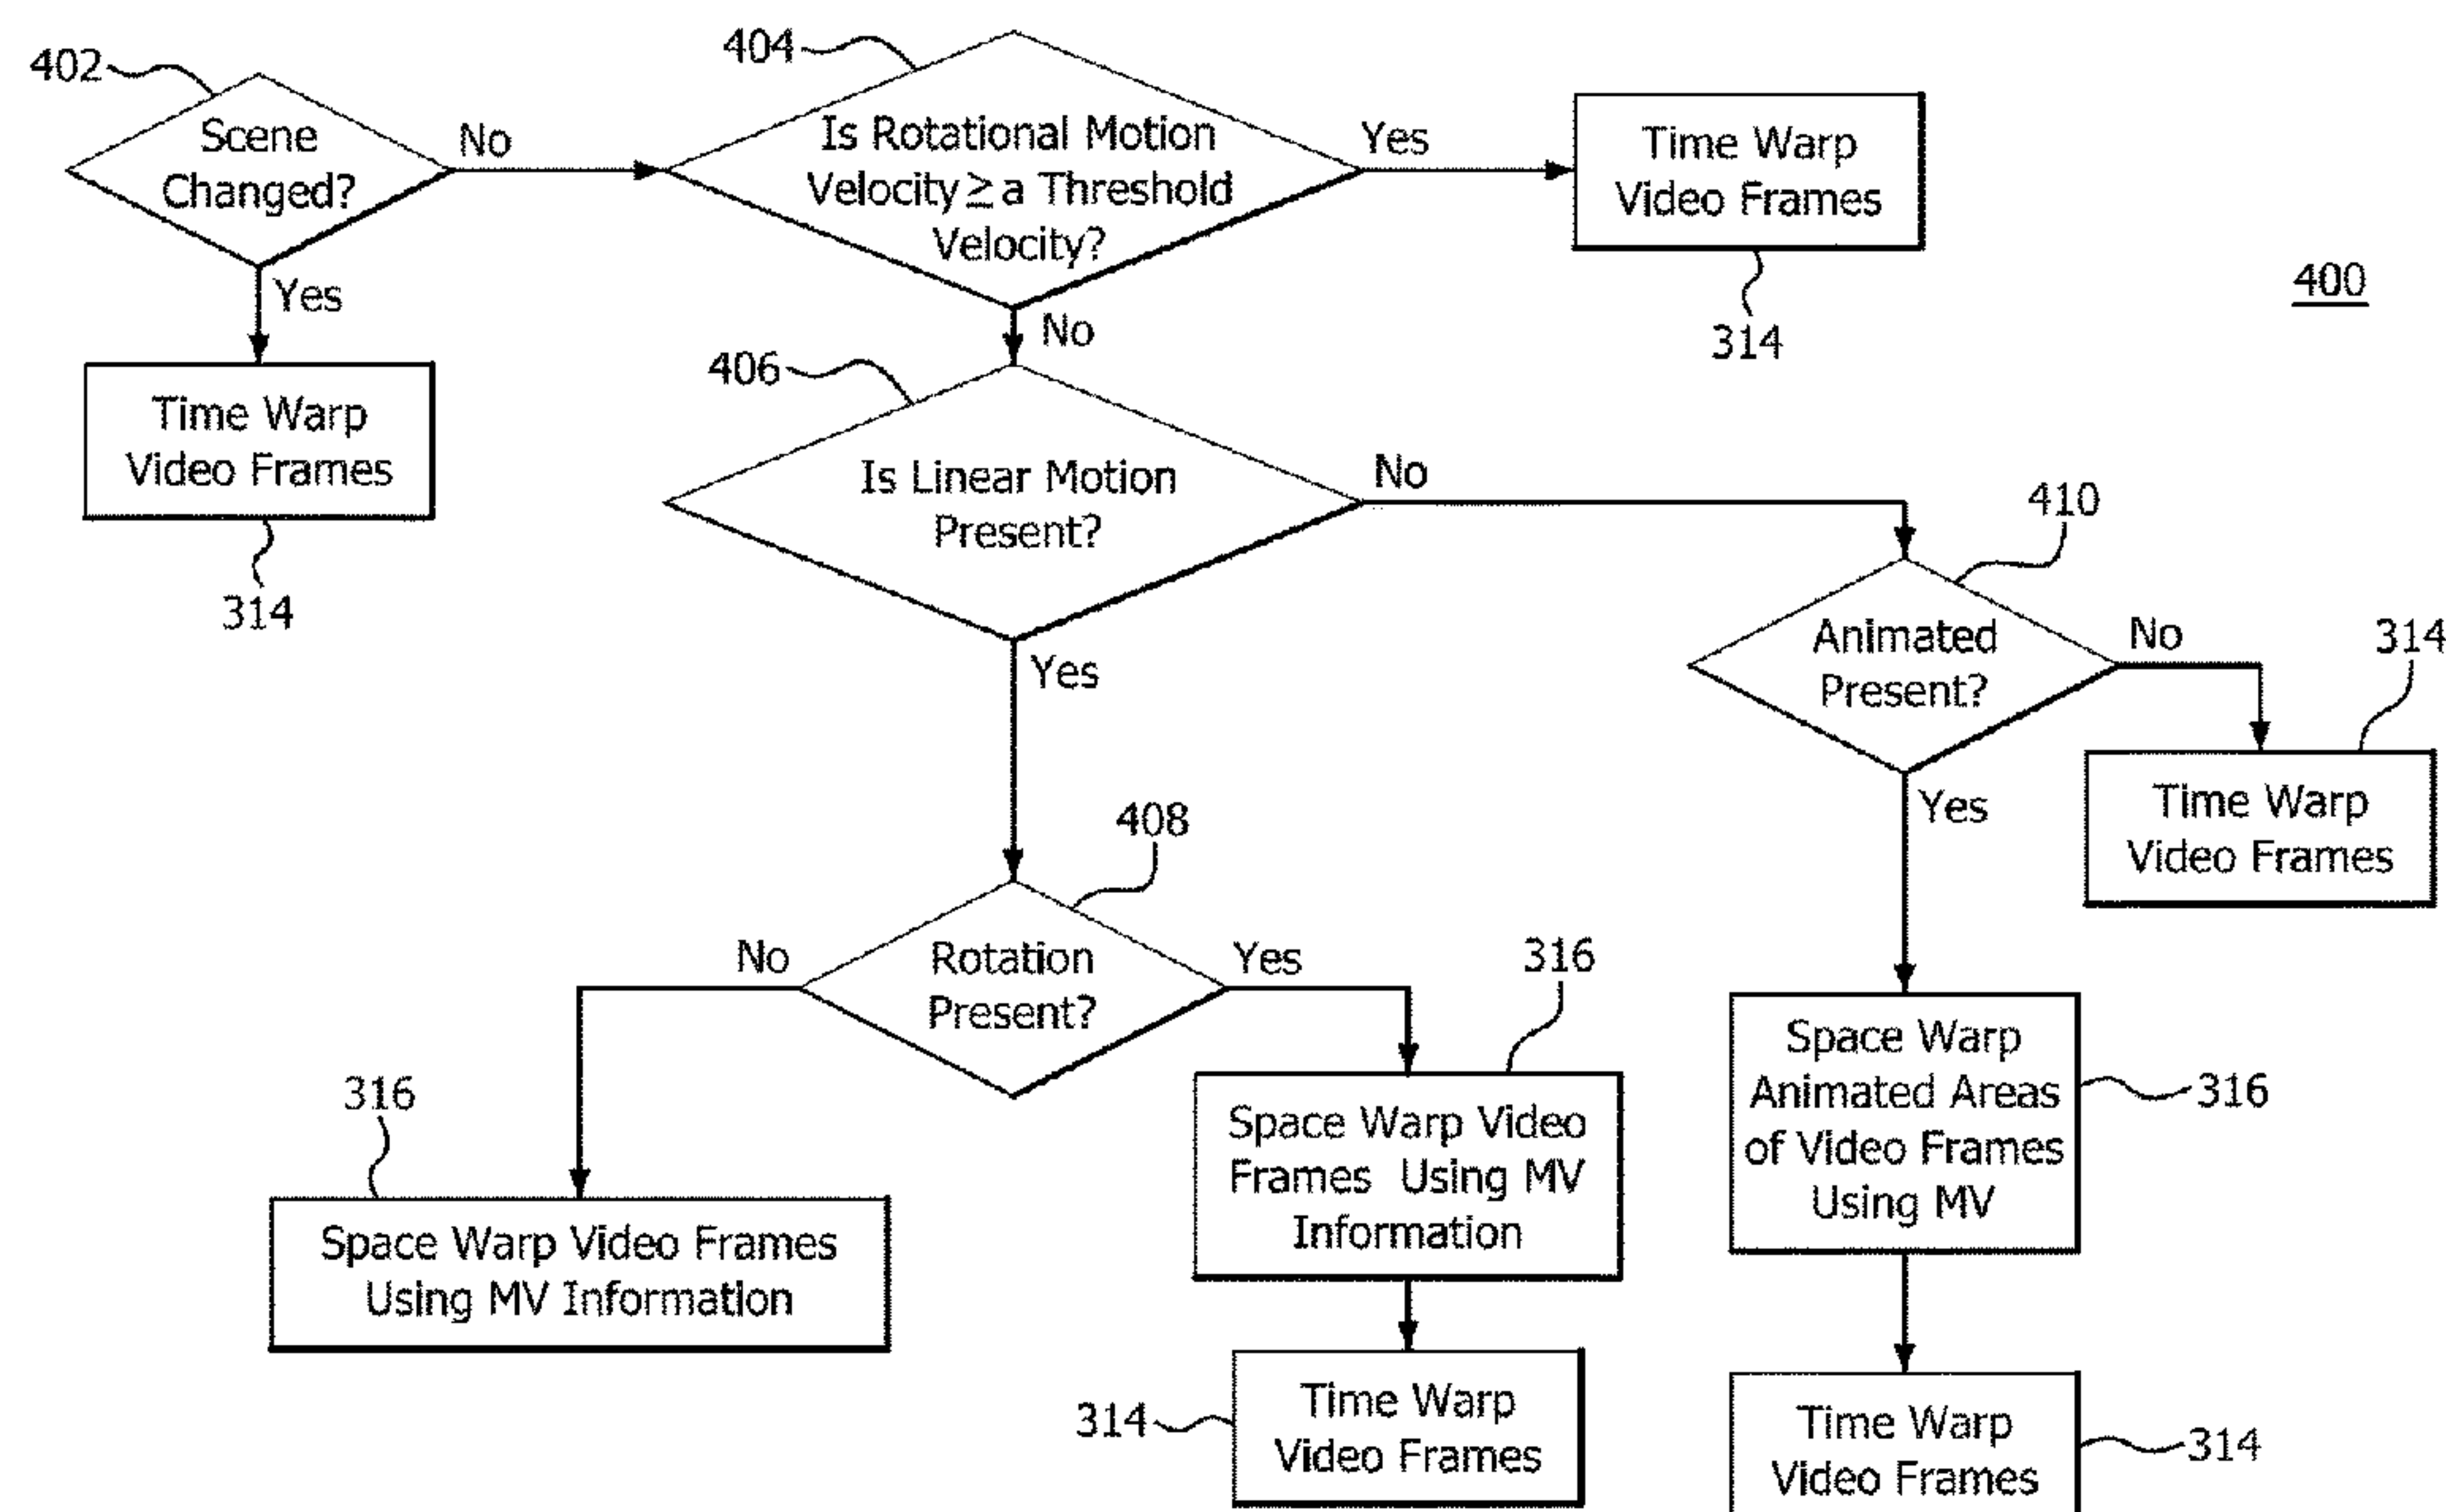 402
Scene
Changed?
No
Yes
Time Warp
Video Frames
314
404
Is Rotational Motion
Velocity ≥ a Threshold
Velocity?
Yes
No
Time Warp
Video Frames
314
400
406
Is Linear Motion
Present?
No
Yes
410
Animated
Present?
No
Yes
314
Time Warp
Video Frames
408
Rotation
Present?
No
Yes
316
Space Warp Video Frames
Using MV Information
316
Space Warp Video
Frames Using MV
Information
314
Time Warp
Video Frames
Space Warp
Animated Areas
of Video Frames
Using MV
316
Time Warp
Video Frames
314